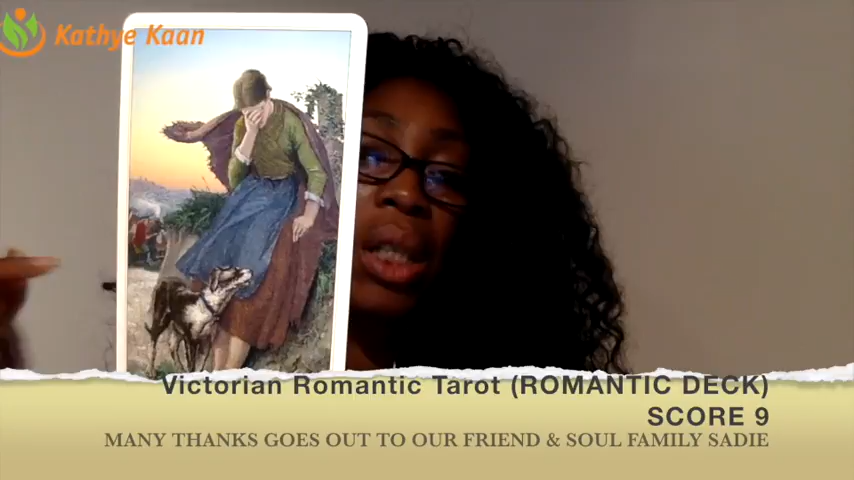 Kathye Kaan
Victorian Romantic Tarot (ROMANTIC DECK)
SCORE 9
MANY THANKS GOES OUT TO OUR FRIEND & SOUL FAMILY SADIE